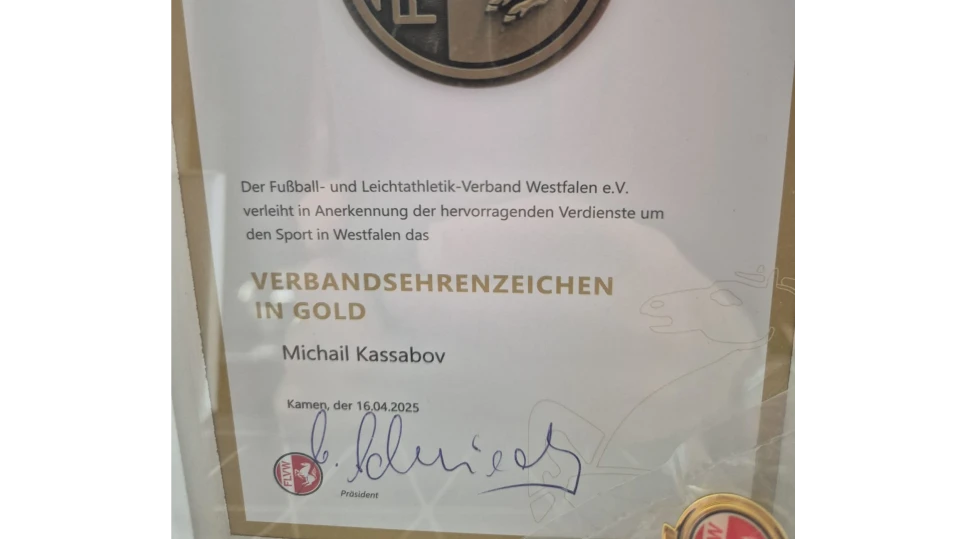 Der Fußball- und Leichtathletik-Verband Westfalen e.V.
verleiht in Anerkennung der hervorragenden Verdienste um
den Sport in Westfalen das
VERBANDSEHRENZEICHEN
IN GOLD
Michail Kassabov
Kamen, der 16.04.2025
FLVW
Präsident